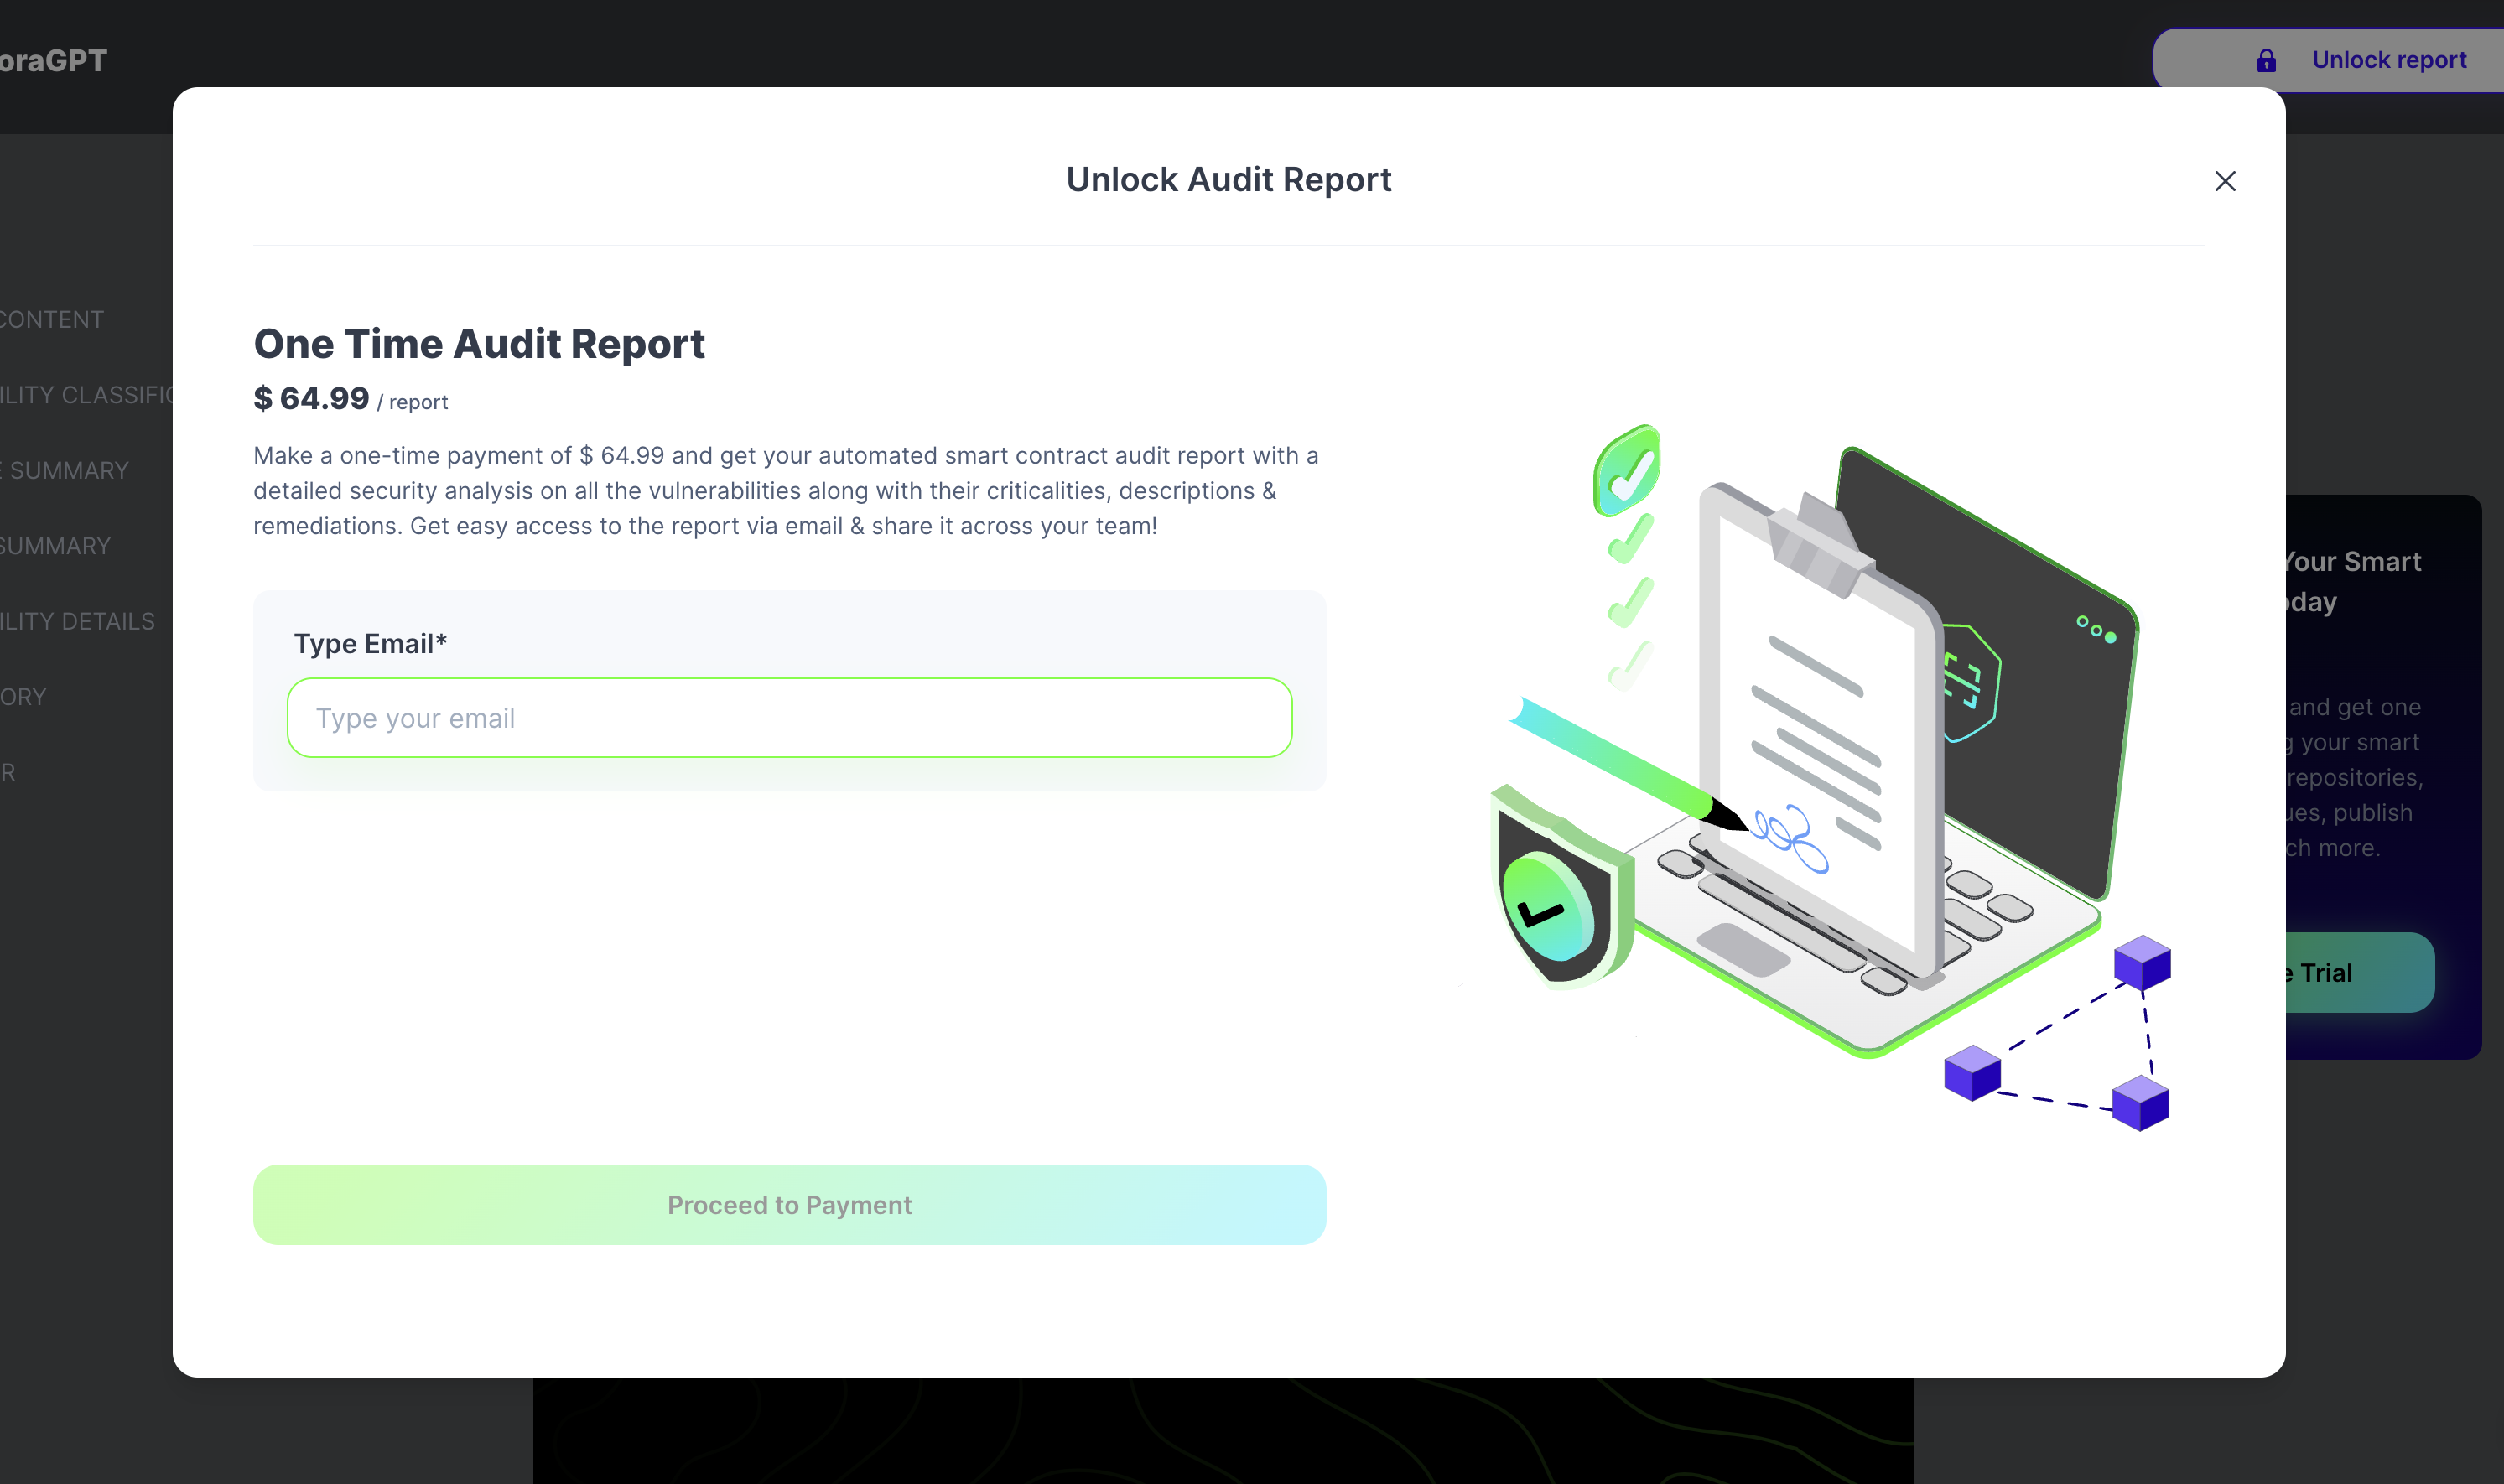 oraGPT
Unlock report
Unlock Audit Report
One Time Audit Report
$ 64.99 / report
Make a one-time payment of $ 64.99 and get your automated smart contract audit report with a
detailed security analysis on all the vulnerabilities along with their criticalities, descriptions &
remediations. Get easy access to the report via email & share it across your team!
Type Email*
Type your email
Proceed to Payment
CONTENT
ILITY CLASSIFIC
E SUMMARY
SUMMARY
ILITY DETAILS
ORY
R
Your Smart
oday
and get one
g your smart
repositories,
ues, publish
ch more.
e Trial